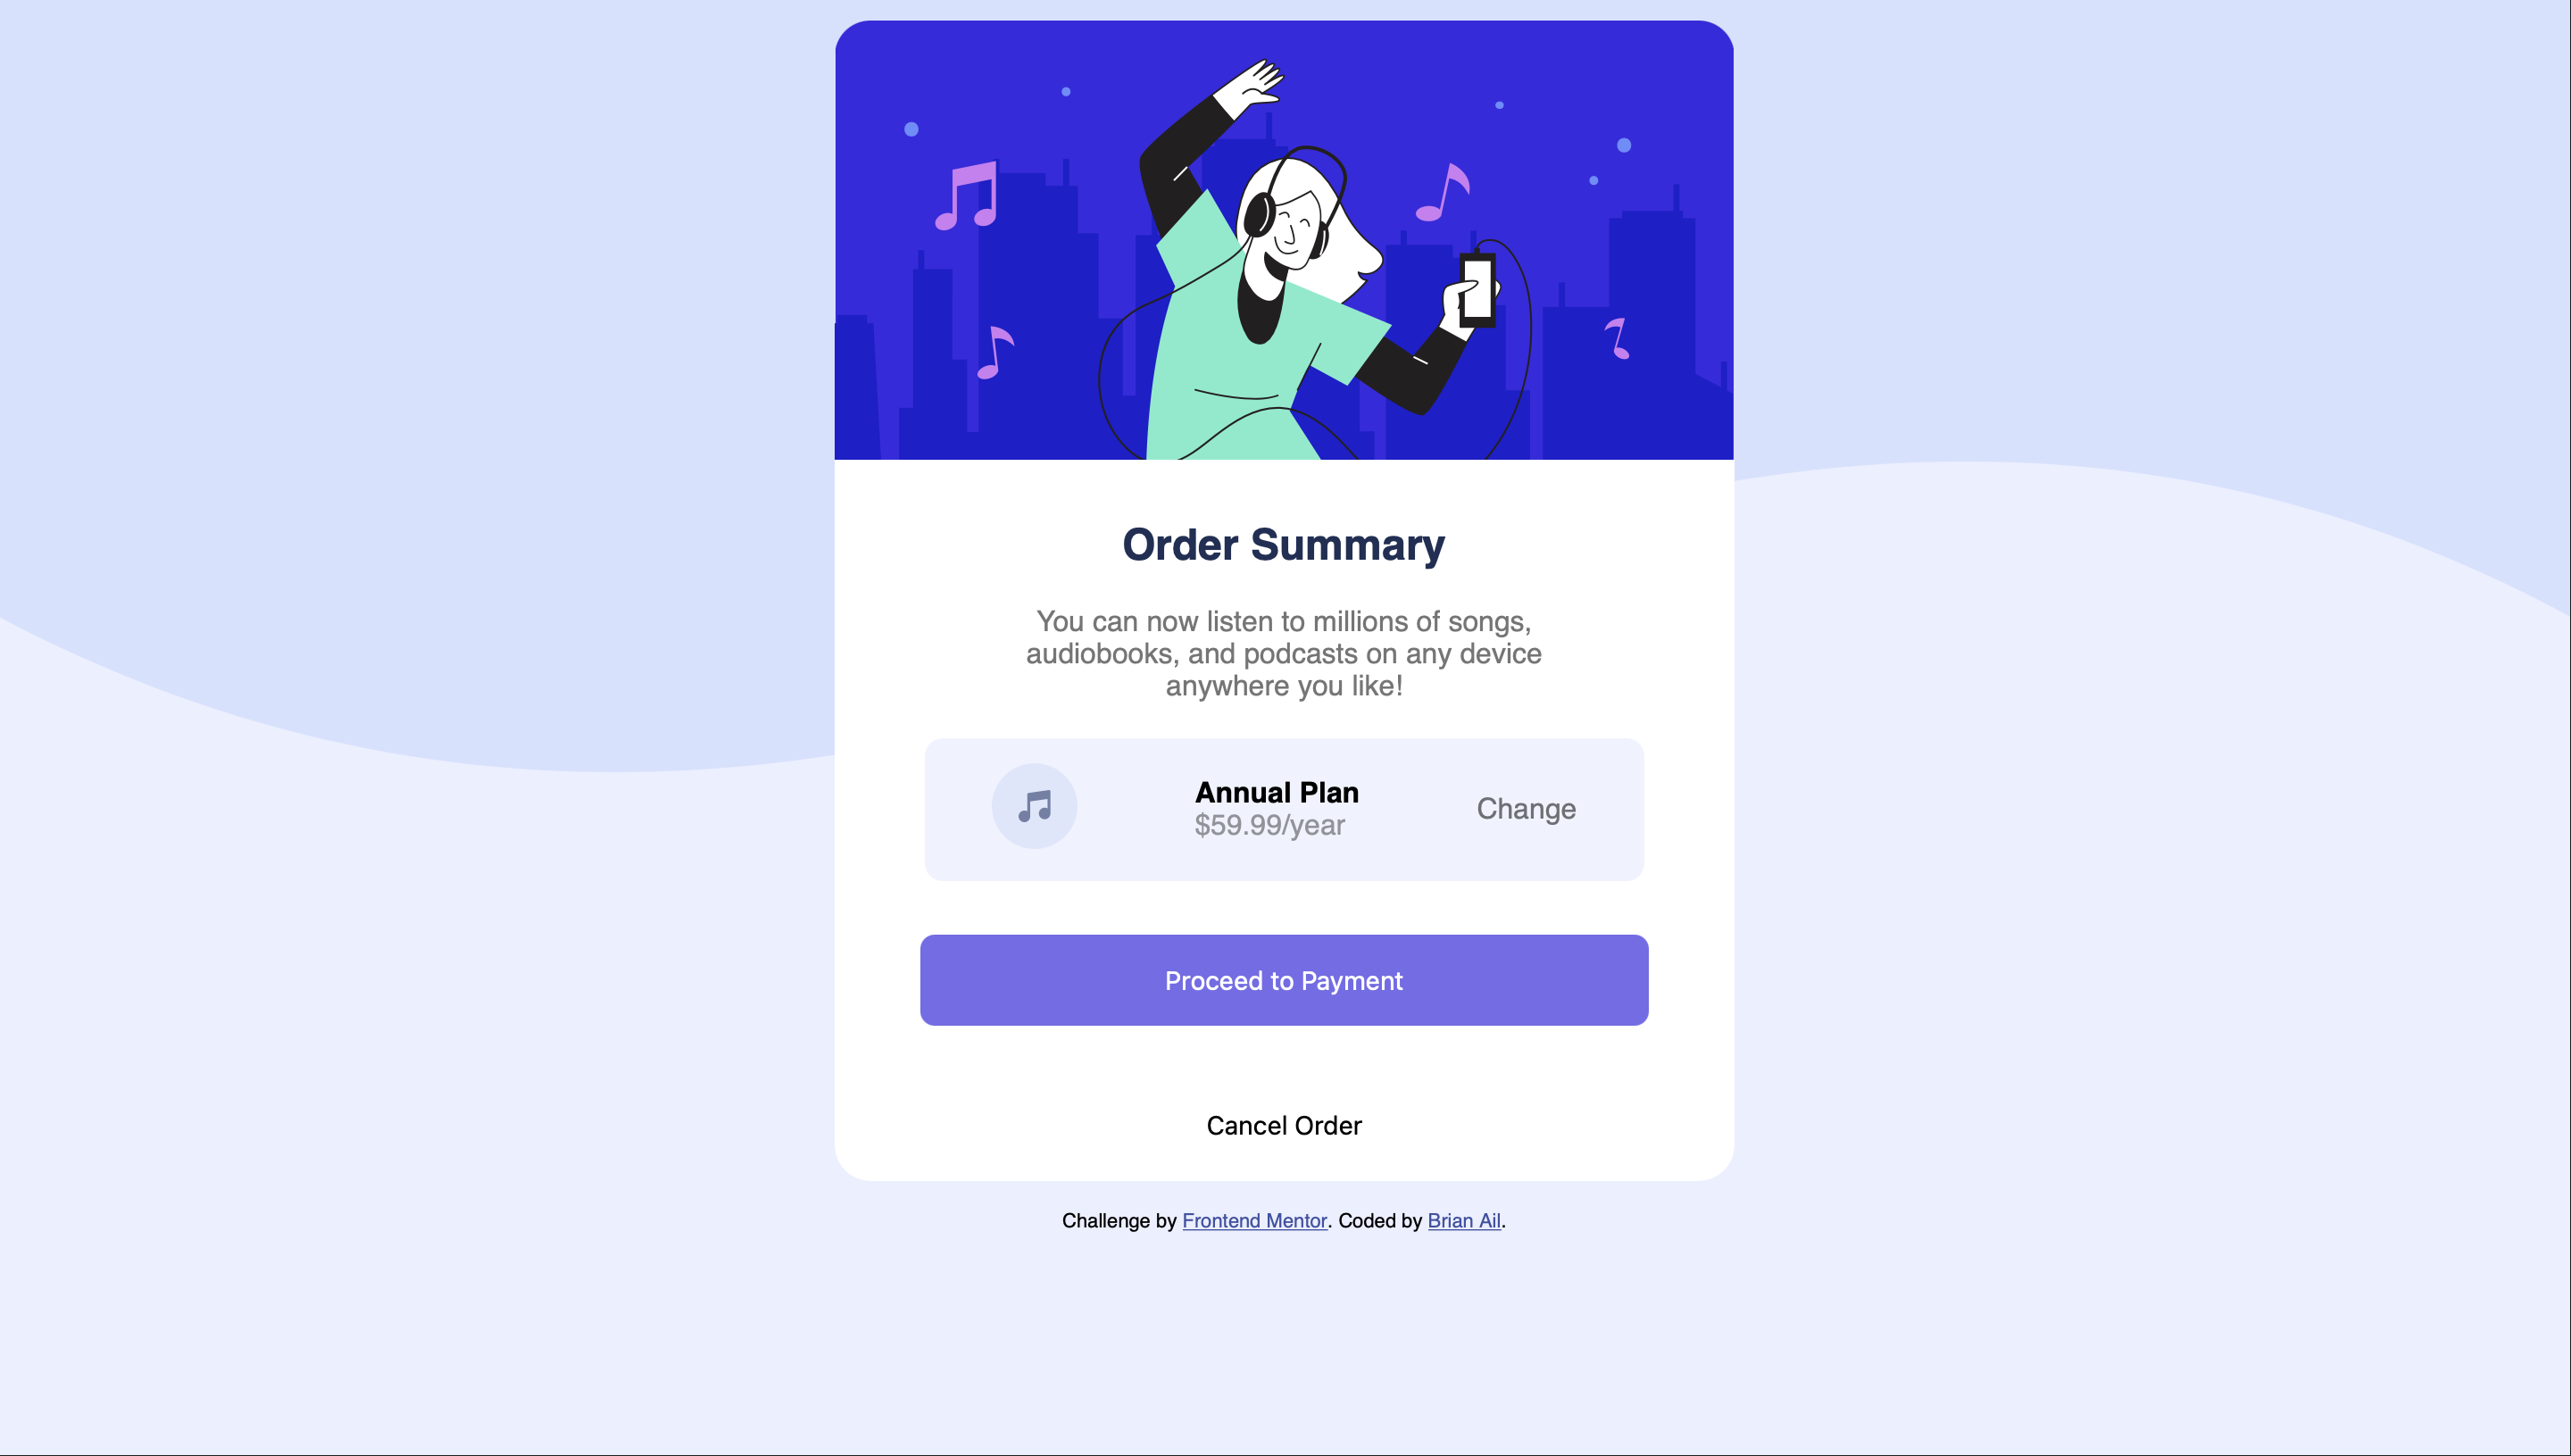 Order Summary
You can now listen to millions of songs,
audiobooks, and podcasts on any device
anywhere you like!
Annual Plan
$59.99/year
Change
Proceed to Payment
Cancel Order
Challenge by Frontend Mentor. Coded by Brian Ail.